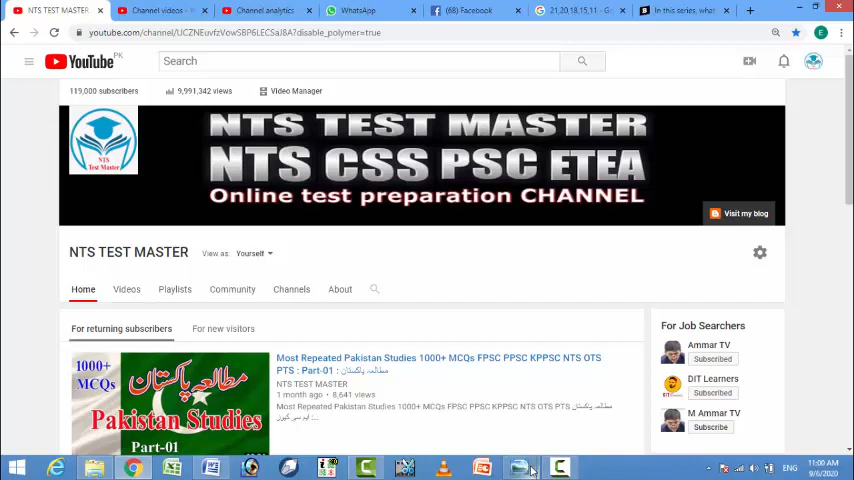 NTS TEST MASTER
Channel videos - Y
Channel analytics
WhatsApp
(68) Facebook
21,20,18,15,11 - G
In this series, what
youtube.com/channel/UCZNEuvfzVowSBP6LECSaJ8A?disable_polymer=true
YouTube PK
Search
119,000 subscribers
9,991,342 views
Video Manager
NTS
Test Master
NTS TEST MASTER
NTS CSS PSC ETEA
Online test preparation CHANNEL
Visit my blog
NTS TEST MASTER
View as: Yourself
Home
Videos
Playlists
Community
Channels
About
For returning subscribers
For new visitors
1000+
MCQs
مطالعہ پاکستان
Pakistan Studies
Part-01
Most Repeated Pakistan Studies 1000+ MCQs FPSC PPSC KPPSC NTS OTS
PTS : Part-01 : مطالعہ پاکستان
NTS TEST MASTER
1 month ago • 8,641 views
Most Repeated Pakistan Studies 1000+ MCQs FPSC PPSC KPPSC NTS OTS PTS مطالعہ پاکستان
ایم سی کیوز...
For Job Searchers
Ammar TV
Subscribed
DIT Learners
Subscribed
M Ammar TV
Subscribe
ENG
11:00 AM
9/6/2020